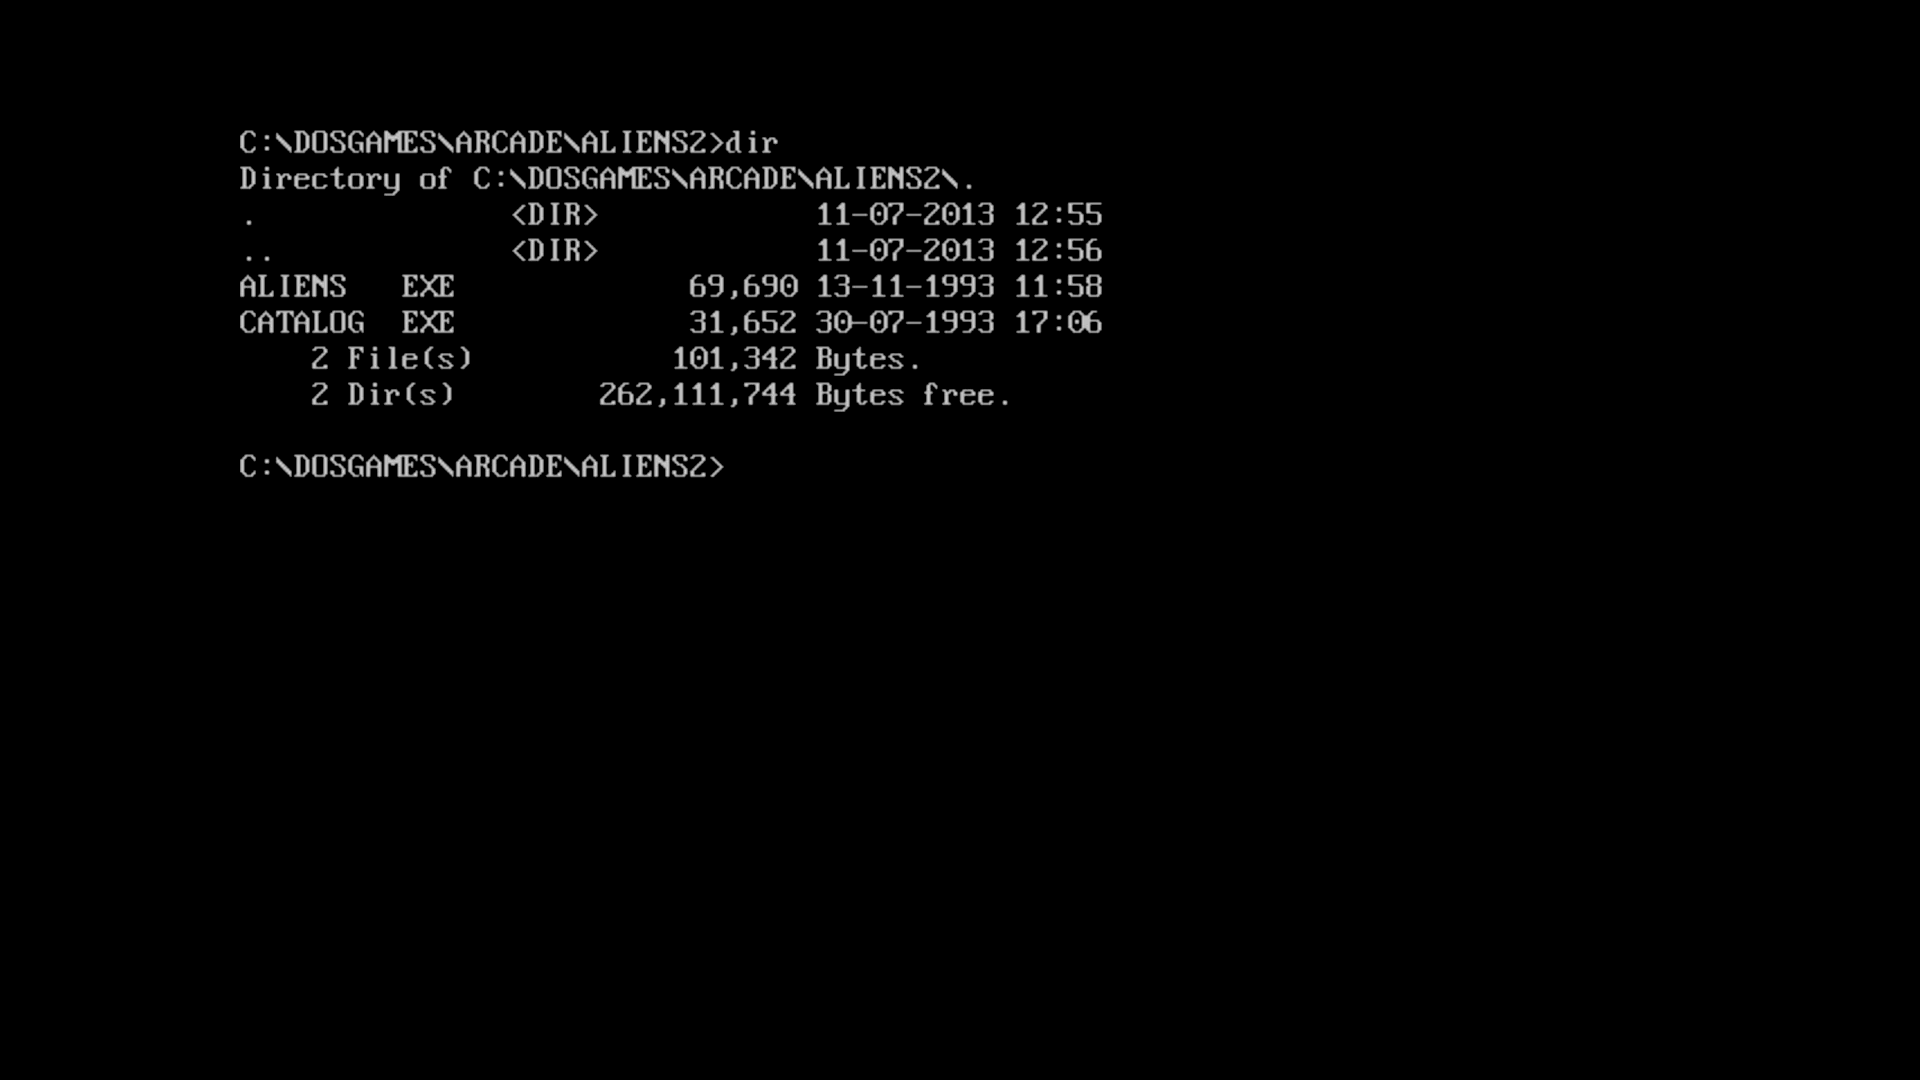 C:\DOSGAMES\ARCADE\ALIENS2>dir
Directory of C:\DOSGAMES\ARCADE\ALIENS2\.
.              <DIR>            11-07-2013 12:55
..             <DIR>            11-07-2013 12:56
ALIENS   EXE             69,690 13-11-1993 11:58
CATALOG  EXE             31,652 30-07-1993 17:06
    2 File(s)           101,342 Bytes.
    2 Dir(s)        262,111,744 Bytes free.
C:\DOSGAMES\ARCADE\ALIENS2>